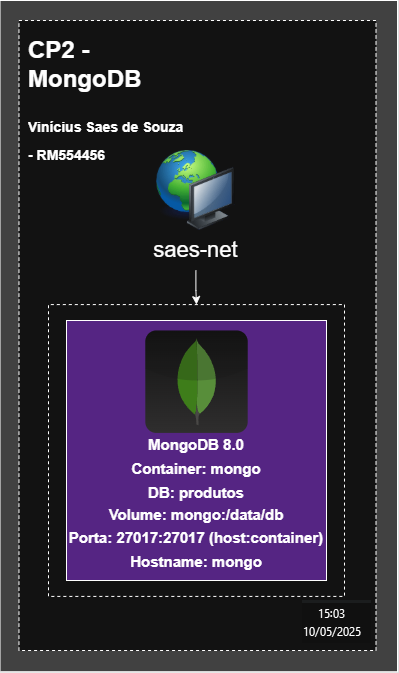 CP2 -
MongoDB
Vinícius Saes de Souza
- RM554456
saes-net
MongoDB 8.0
Container: mongo
DB: produtos
Volume: mongo:/data/db
Porta: 27017:27017 (host:container)
Hostname: mongo
15:03
10/05/2025